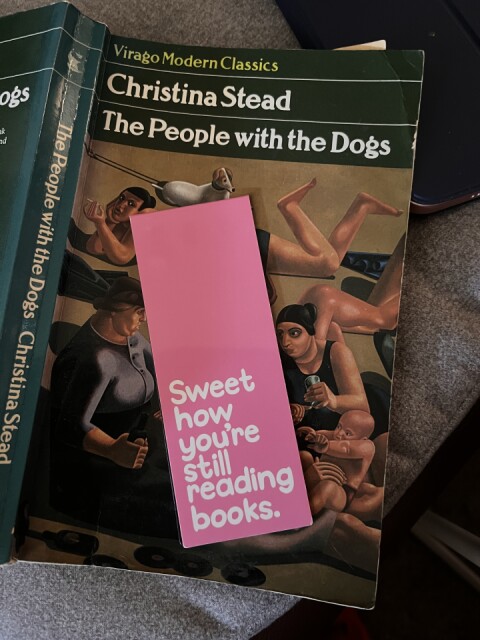 Virago Modern Classics
Christina Stead
The People with the Dogs
The People with the Dogs Christina Stead
Sweet
how
you're
still
reading
books.